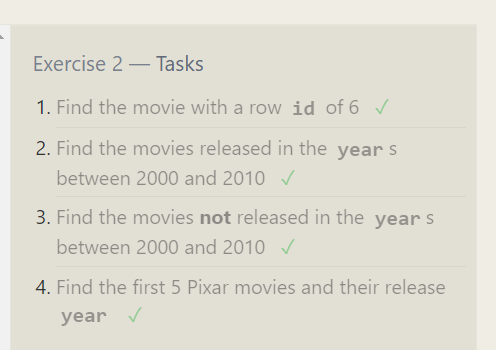 Exercise 2 — Tasks
1. Find the movie with a row id of 6 ✓
2. Find the movies released in the year s
between 2000 and 2010 ✓
3. Find the movies not released in the year s
between 2000 and 2010 ✓
4. Find the first 5 Pixar movies and their release
year ✓